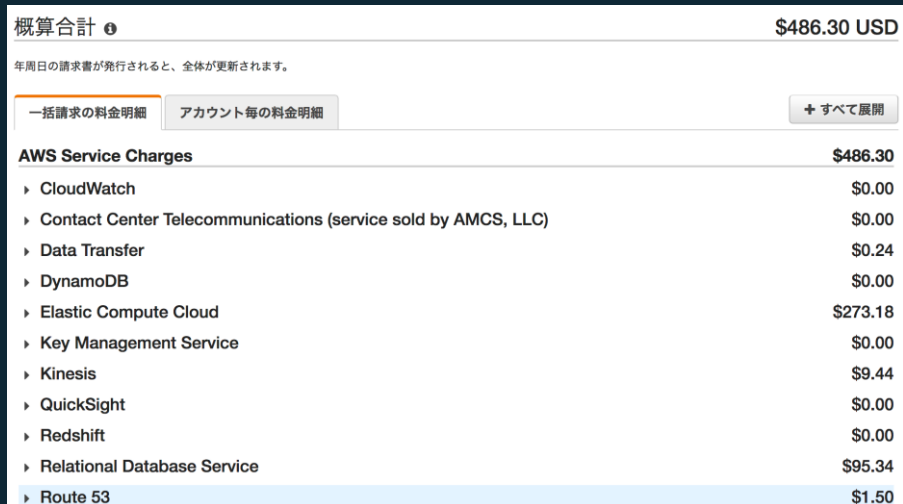 概算合計 $486.30 USD
年周日の請求書が発行されると、全体が更新されます。
一括請求の料金明細 アカウント毎の料金明細 + すべて展開
AWS Service Charges $486.30
CloudWatch $0.00
Contact Center Telecommunications (service sold by AMCS, LLC) $0.00
Data Transfer $0.24
DynamoDB $0.00
Elastic Compute Cloud $273.18
Key Management Service $0.00
Kinesis $9.44
QuickSight $0.00
Redshift $0.00
Relational Database Service $95.34
Route 53 $1.50